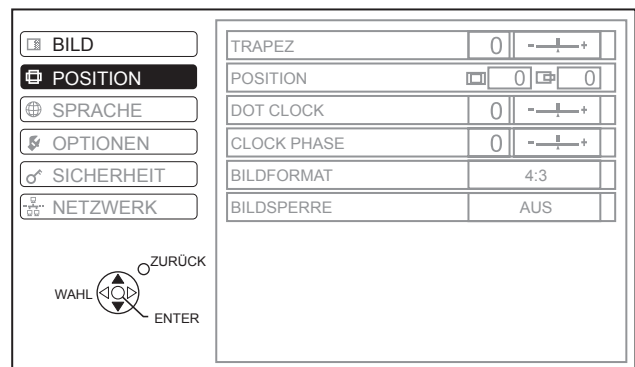 BILD
POSITION
SPRACHE
OPTIONEN
SICHERHEIT
NETZWERK
ZURÜCK
WAHL
ENTER
TRAPEZ 0 - +
POSITION 0 0
DOT CLOCK 0 - +
CLOCK PHASE 0 - +
BILDFORMAT 4:3
BILDSPERRE AUS